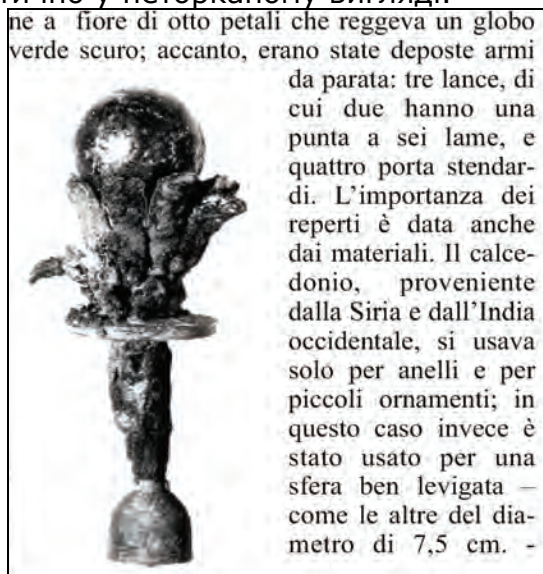 у неторканому вигляді.
ne a fiore di otto petali che reggeva un globo
verde scuro; accanto, erano state deposte armi
da parata: tre lance, di
cui due hanno una
punta a sei lame, e
quattro porta stendar-
di. L’importanza dei
reperti è data anche
dai materiali. Il calce-
donio, proveniente
dalla Siria e dall’India
occidentale, si usava
solo per anelli e per
piccoli ornamenti; in
questo caso invece è
stato usato per una
sfera ben levigata –
come le altre del dia-
metro di 7,5 cm. -